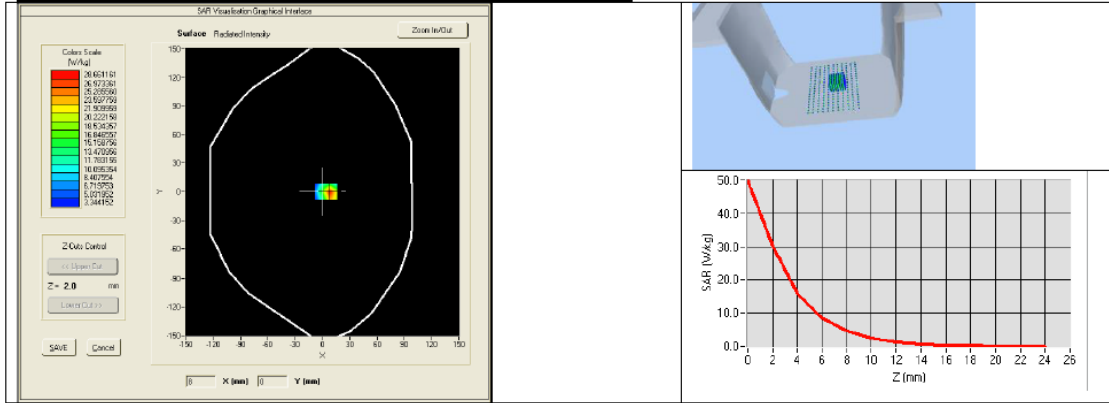 SAR Visualisation Graphical Interface
Surface Radiated Intensity
Zoom In/Out
Colors Scale
(W/kg)
28.661161
26.973361
25.285560
23.597759
21.909959
20.222158
18.534357
16.846557
15.158756
13.470956
11.783155
10.095354
8.407554
6.719753
5.031952
3.344152
Z-Cuts Control
<< Upper Cut
Z = 2.0 mm
Lower Cut >>
SAVE Cancel
150
120
90
60
30
0
-30
-60
-90
-120
-150
Y
-150 -120 -90 -60 -30 0 30 60 90 120 150
X
8 X (mm) 0 Y (mm)
50.0
40.0
30.0
20.0
10.0
0.0
SAR (W/kg)
0 2 4 6 8 10 12 14 16 18 20 22 24 26
Z (mm)